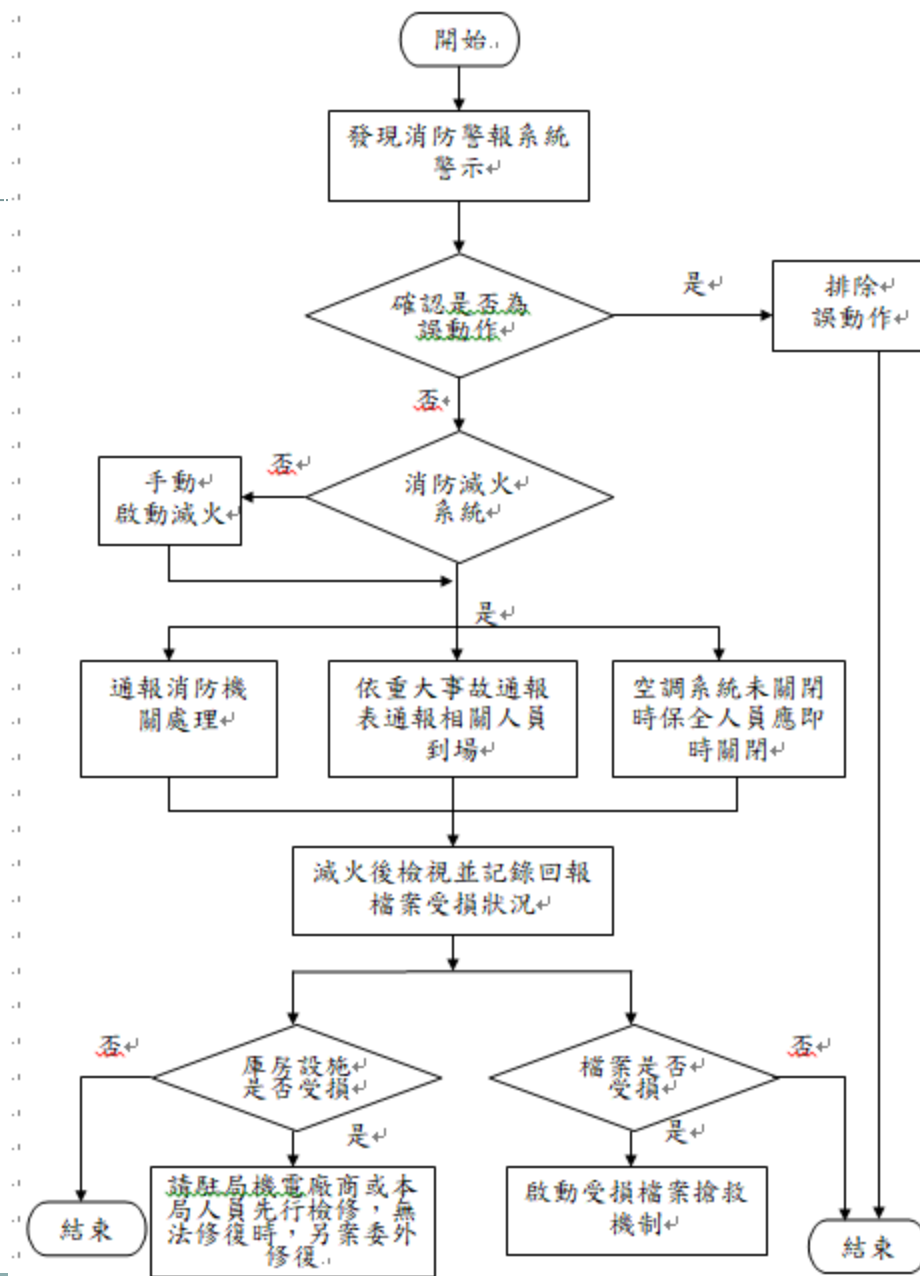 開始
發現消防警報系統
警示
確認是否為
誤動作
是
排除
誤動作
否
消防滅火
系統
否
手動
啟動滅火
是
通報消防機
關處理
依重大事故通報
表通報相關人員
到場
空調系統未關閉
時保全人員應即
時關閉
滅火後檢視並記錄回報
檔案受損狀況
否
庫房設施
是否受損
是
檔案是否
受損
否
是
請駐局機電廠商或本
局人員先行檢修，無
法修復時，另案委外
修復
啟動受損檔案搶救
機制
結束
結束